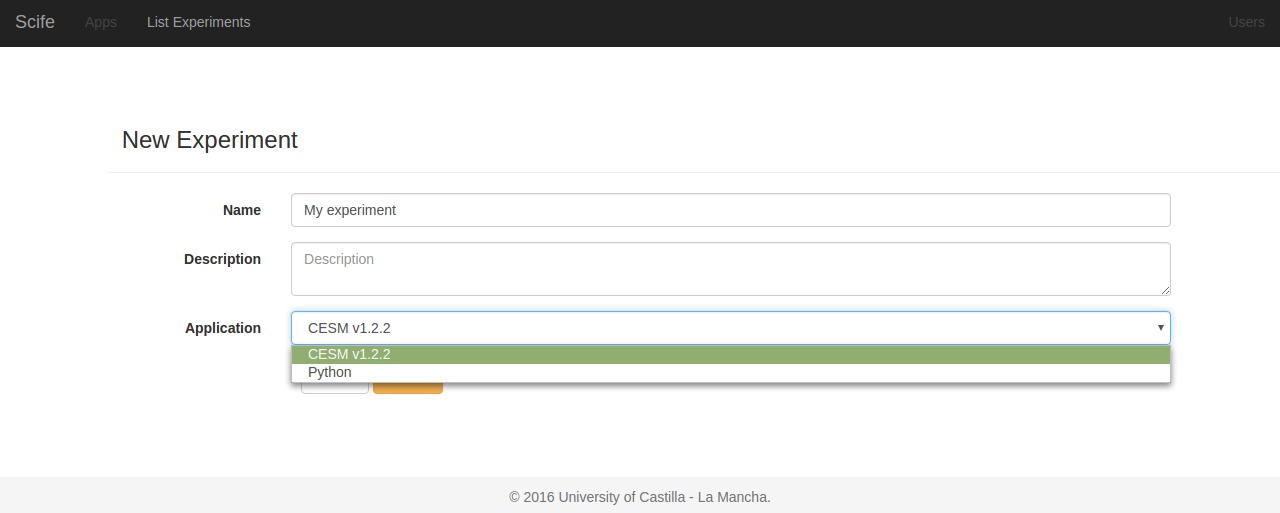 Scife Apps List Experiments Users
New Experiment
Name My experiment
Description Description
Application CESM v1.2.2
CESM v1.2.2
Python
© 2016 University of Castilla - La Mancha.